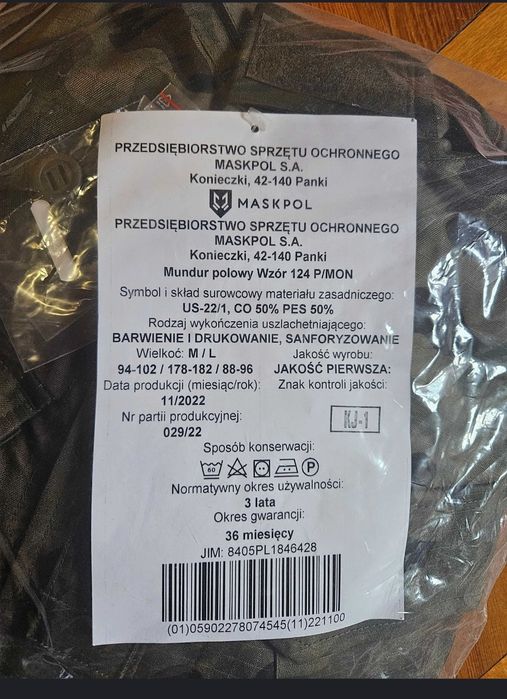 PRZEDSIĘBIORSTWO SPRZĘTU OCHRONNEGO
MASKPOL S.A.
Konieczki, 42-140 Panki
MASKPOL
PRZEDSIĘBIORSTWO SPRZĘTU OCHRONNEGO
MASKPOL S.A.
Konieczki, 42-140 Panki
Mundur polowy Wzór 124 P/MON
Symbol i skład surowcowy materiału zasadniczego:
US-22/1, CO 50% PES 50%
Rodzaj wykończenia uszlachetniającego:
BARWIENIE I DRUKOWANIE, SANFORYZOWANIE
Wielkoć: M / L Jakość wyrobu:
94-102 / 178-182 / 88-96 JAKOŚĆ PIERWSZA:
Data produkcji (miesiąc/rok): Znak kontroli jakości:
11/2022
Nr partii produkcyjnej: KJ-1
029/22
Sposób konserwacji:
60 P
Normatywny okres używalności:
3 lata
Okres gwarancji:
36 miesięcy
JIM: 8405PL1846428
(01)05902278074545(11)221100